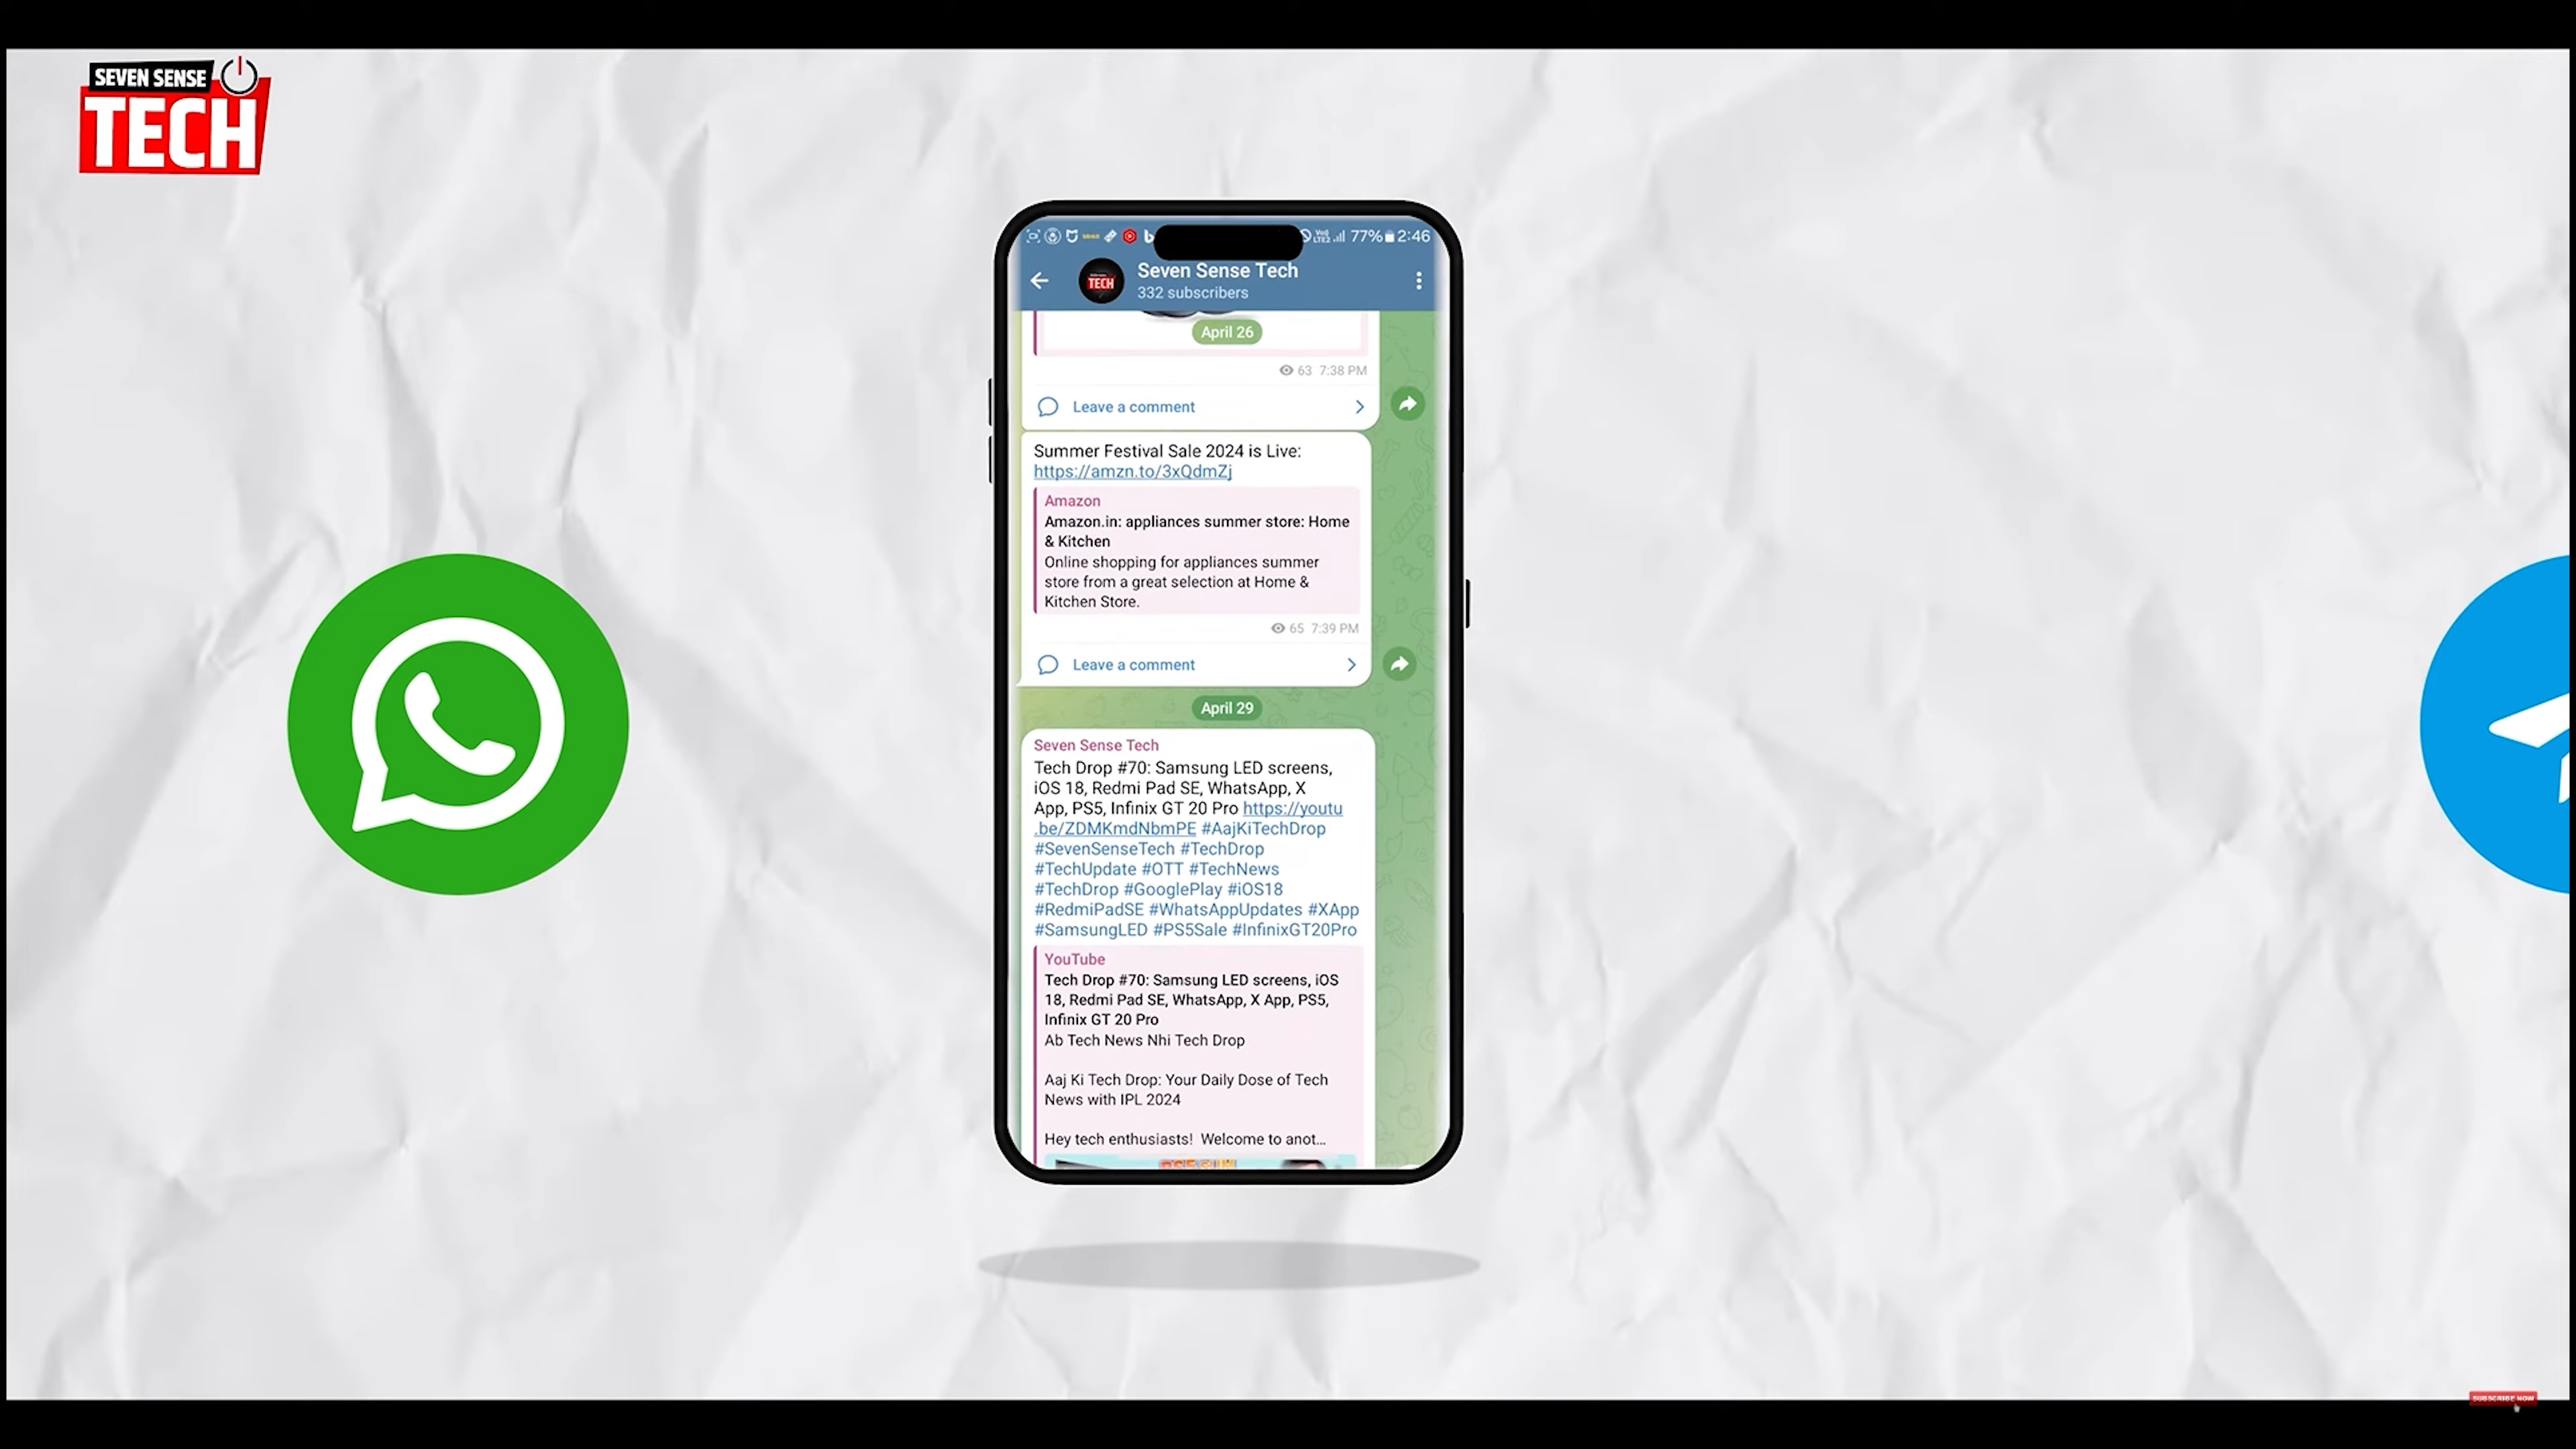 SEVEN SENSE
TECH
77% 2:46
TECH
Seven Sense Tech
332 subscribers
April 26
63 7:38 PM
Leave a comment
Summer Festival Sale 2024 is Live:
https://amzn.to/3xQdmZj
Amazon
Amazon.in: appliances summer store: Home
& Kitchen
Online shopping for appliances summer
store from a great selection at Home &
Kitchen Store.
65 7:39 PM
Leave a comment
April 29
Seven Sense Tech
Tech Drop #70: Samsung LED screens,
iOS 18, Redmi Pad SE, WhatsApp, X
App, PS5, Infinix GT 20 Pro https://youtu
.be/ZDMKmdNbmPE #AajKiTechDrop
#SevenSenseTech #TechDrop
#TechUpdate #OTT #TechNews
#TechDrop #GooglePlay #iOS18
#RedmiPadSE #WhatsAppUpdates #XApp
#SamsungLED #PS5Sale #InfinixGT20Pro
YouTube
Tech Drop #70: Samsung LED screens, iOS
18, Redmi Pad SE, WhatsApp, X App, PS5,
Infinix GT 20 Pro
Ab Tech News Nhi Tech Drop
Aaj Ki Tech Drop: Your Daily Dose of Tech
News with IPL 2024
Hey tech enthusiasts! Welcome to anot...
SUBSCRIBE NOW